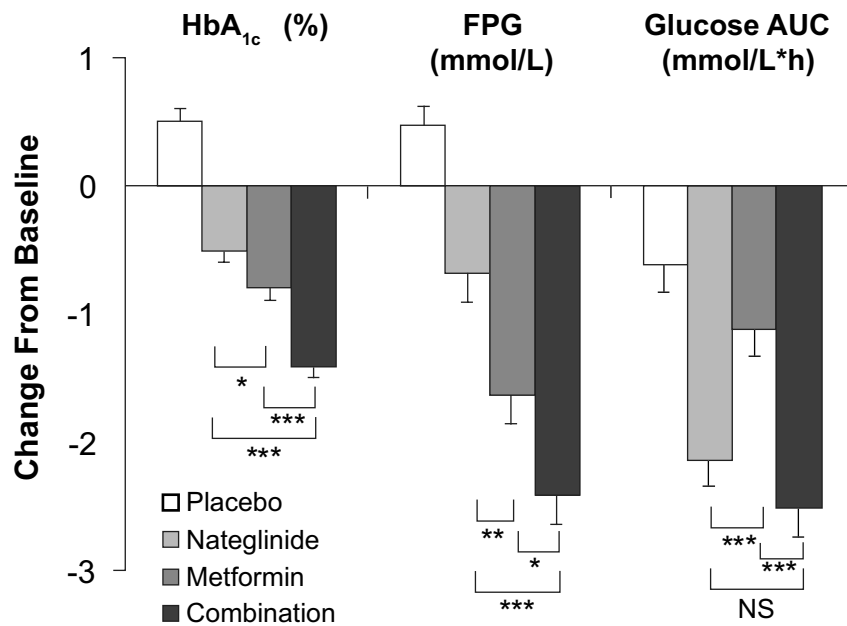 HbA1c (%)
FPG
(mmol/L)
Glucose AUC
(mmol/L*h)
Change From Baseline
1
0
-1
-2
-3
*
***
***
**
*
***
***
***
NS
Placebo
Nateglinide
Metformin
Combination